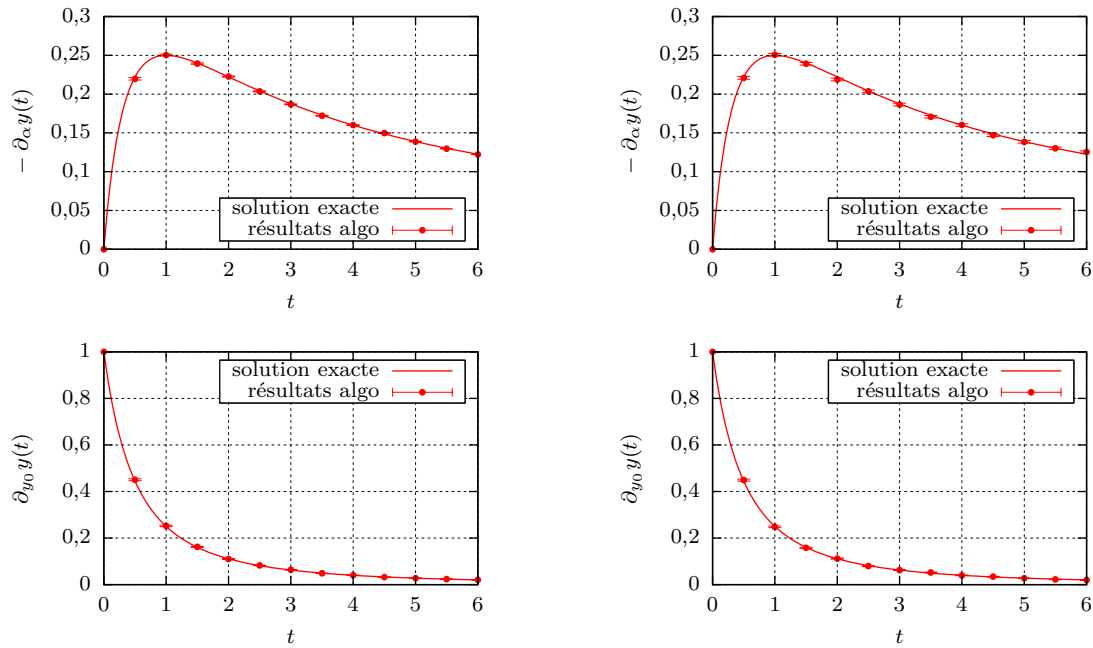 0,3
0,25
0,2
0,15
0,1
0,05
0
− ∂α y(t)
solution exacte
résultats algo
0 1 2 3 4 5 6
t
0,3
0,25
0,2
0,15
0,1
0,05
0
− ∂α y(t)
solution exacte
résultats algo
0 1 2 3 4 5 6
t
1
0,8
0,6
0,4
0,2
0
∂y0 y(t)
solution exacte
résultats algo
0 1 2 3 4 5 6
t
1
0,8
0,6
0,4
0,2
0
∂y0 y(t)
solution exacte
résultats algo
0 1 2 3 4 5 6
t